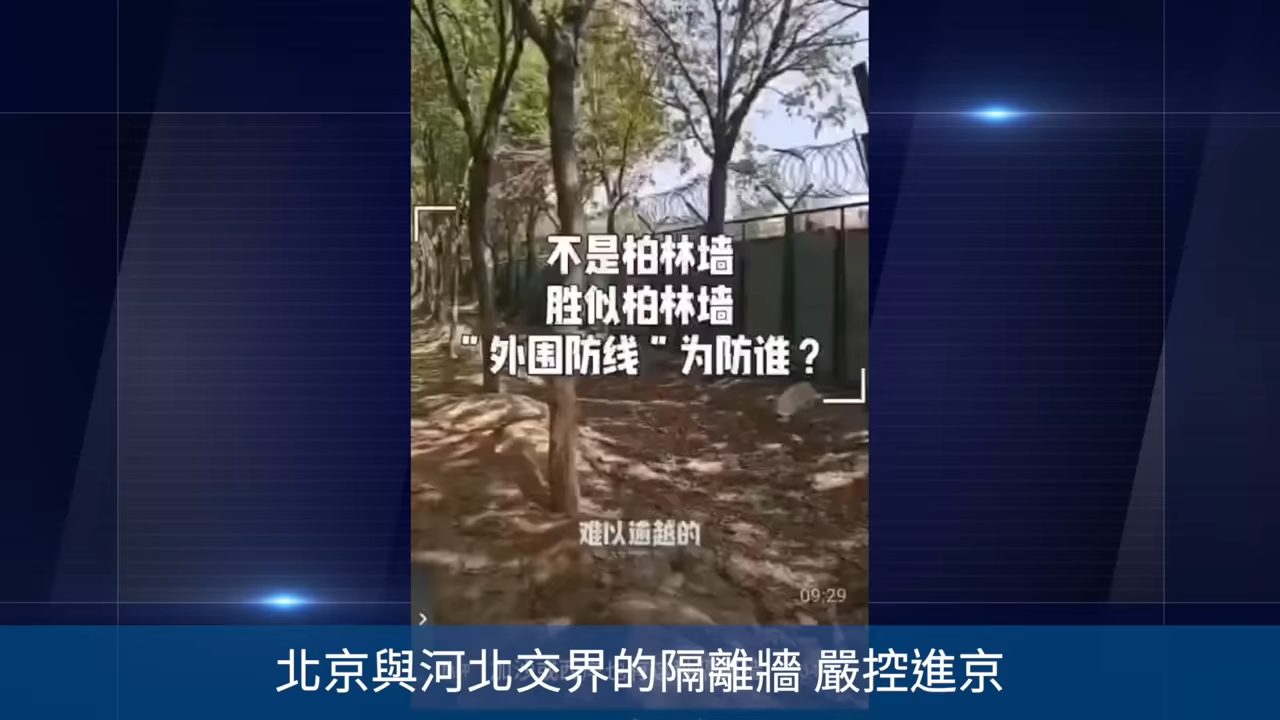 不是柏林墙
胜似柏林墙
“外围防线”为防谁？
难以逾越的
09:29
北京與河北交界的隔離牆 嚴控進京